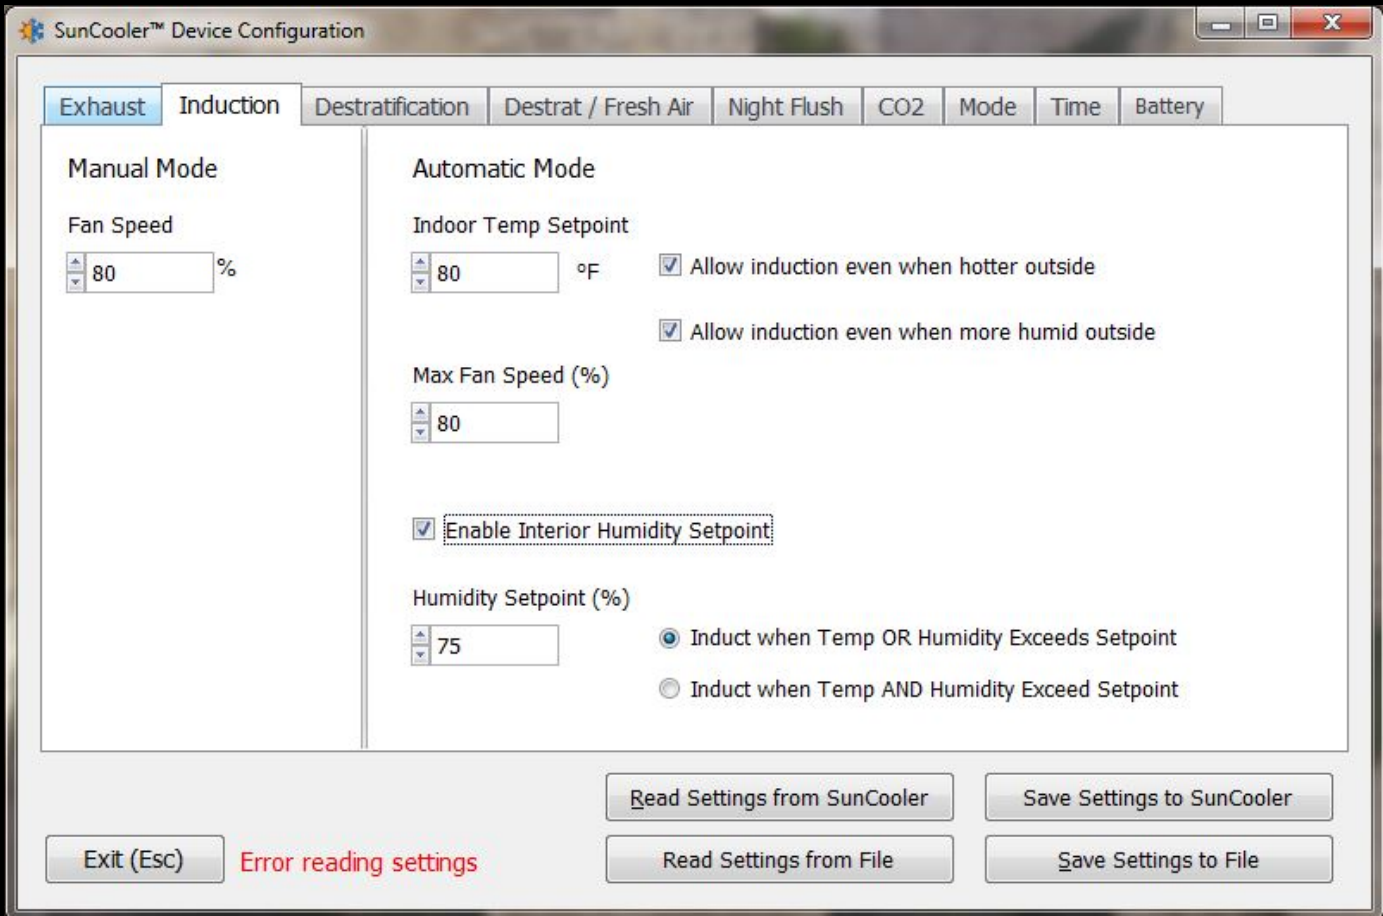 SunCooler™ Device Configuration
Exhaust Induction Destratification Destrat / Fresh Air Night Flush CO2 Mode Time Battery
Manual Mode
Fan Speed
80 %
Automatic Mode
Indoor Temp Setpoint
80 ºF
Allow induction even when hotter outside
Allow induction even when more humid outside
Max Fan Speed (%)
80
Enable Interior Humidity Setpoint
Humidity Setpoint (%)
75
Induct when Temp OR Humidity Exceeds Setpoint
Induct when Temp AND Humidity Exceed Setpoint
Read Settings from SunCooler Save Settings to SunCooler
Exit (Esc) Error reading settings Read Settings from File Save Settings to File